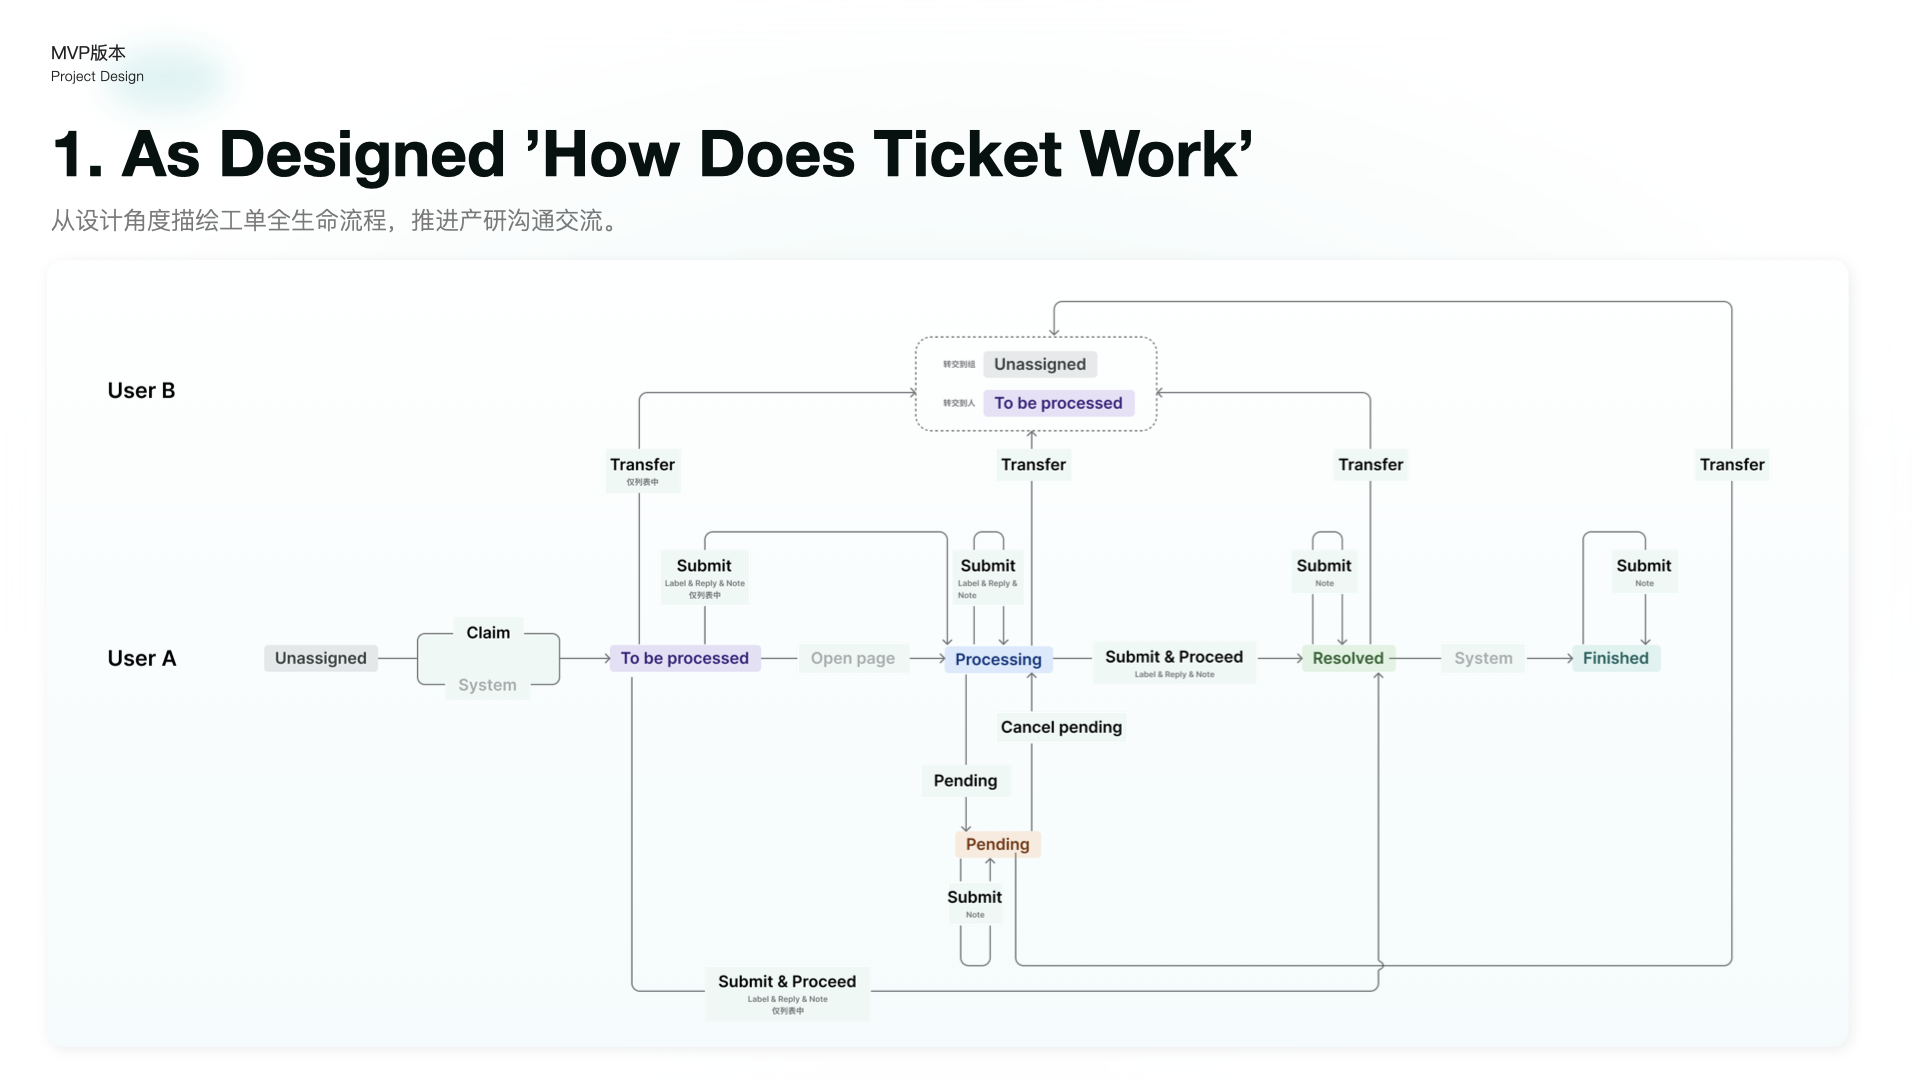 MVP版本
Project Design
1. As Designed ’How Does Ticket Work’
从设计角度描绘工单全生命流程，推进产研沟通交流。
User B
转交到组 Unassigned
转交到人 To be processed
Transfer
仅列表中
Transfer
Transfer
Transfer
Submit
Label & Reply & Note
仅列表中
Submit
Label & Reply &
Note
Submit
Note
Submit
Note
User A
Unassigned
Claim
System
To be processed
Open page
Processing
Submit & Proceed
Label & Reply & Note
Resolved
System
Finished
Cancel pending
Pending
Pending
Submit
Note
Submit & Proceed
Label & Reply & Note
仅列表中